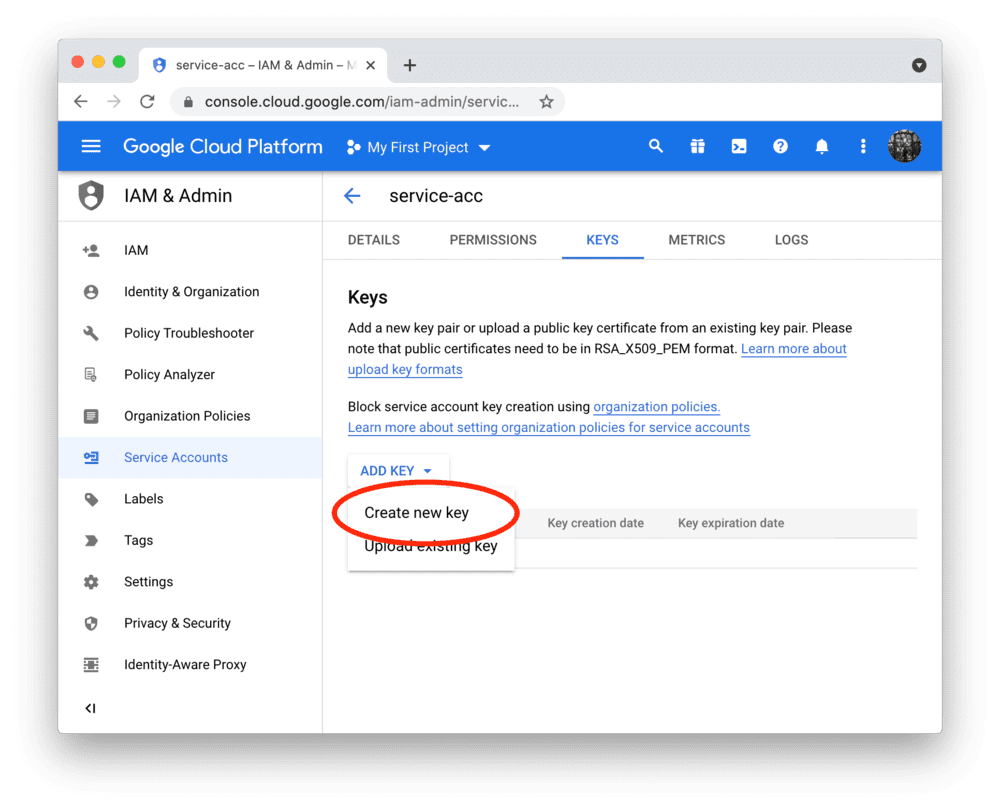 service-acc – IAM & Admin – M
console.cloud.google.com/iam-admin/servic...
Google Cloud Platform
My First Project
IAM & Admin
service-acc
DETAILS
PERMISSIONS
KEYS
METRICS
LOGS
IAM
Identity & Organization
Policy Troubleshooter
Policy Analyzer
Organization Policies
Service Accounts
Labels
Tags
Settings
Privacy & Security
Identity-Aware Proxy
Keys
Add a new key pair or upload a public key certificate from an existing key pair. Please
note that public certificates need to be in RSA_X509_PEM format. Learn more about
upload key formats
Block service account key creation using organization policies.
Learn more about setting organization policies for service accounts
ADD KEY
Create new key
Upload existing key
Key creation date
Key expiration date